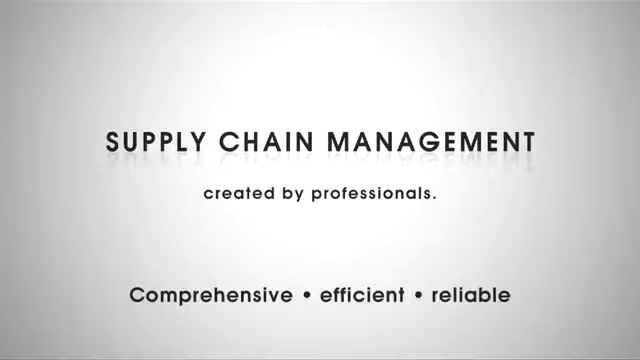 SUPPLY CHAIN MANAGEMENT
created by professionals.
Comprehensive • efficient • reliable